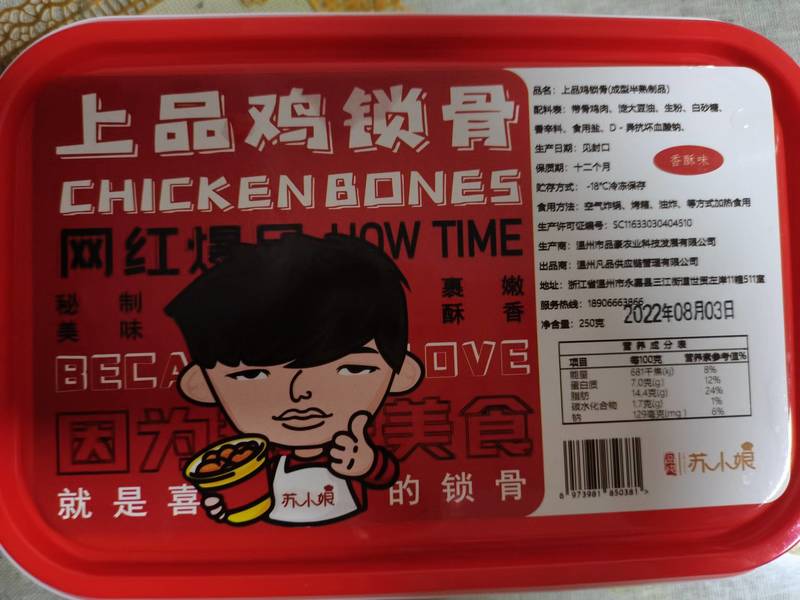 上品鸡锁骨
CHICKEN BONES
网红爆
HOW TIME
秘制
美味
裹嫩
酥香
BECA
LOVE
因为
美食
就是喜
的锁骨
苏小娘
品名：上品鸡锁骨(成型半熟制品)
配料表：带骨鸡肉、泷大豆油、生粉、白砂糖、
香辛料、食用盐、D-异抗坏血酸钠、
生产日期：见封口
保质期：十二个月
香酥味
贮存方式：-18℃冷冻保存
食用方法：空气炸锅、烤箱、油炸、等方式加热食用
生产许可证编号：SC11633030404510
生产商：温州市品豪农业科技发展有限公司
出品商：温州凡品供应链管理有限公司
地址：浙江省温州市永嘉县三江街道世贸左岸11幢511室
服务热线：18906663866
净含量：250克
2022年08月03日
营养成分表
项目 每100克 营养素参考值%
能量 681千焦(kj) 8%
蛋白质 7.0克(g) 12%
脂肪 14.4克(g) 24%
碳水化合物 1.7克(g) 1%
钠 129毫克(mg) 6%
苏小娘
6 973981 850381 >